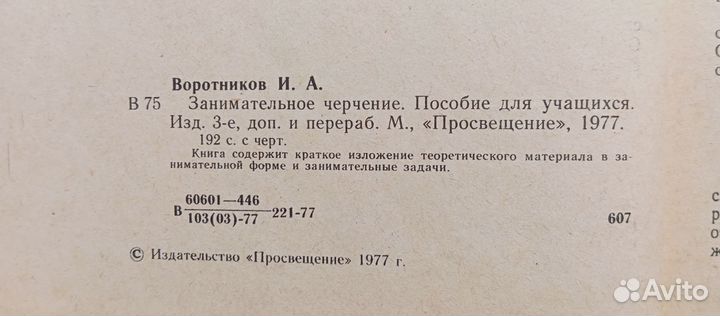 Воротников И. А.
В 75 Занимательное черчение. Пособие для учащихся.
Изд. 3-е, доп. и перераб. М., «Просвещение», 1977.
192 с. с черт.
Книга содержит краткое изложение теоретического материала в за-
нимательной форме и занимательные задачи.
60601—446
В 221-77
103(03)-77
607
© Издательство «Просвещение» 1977 г.
Avito